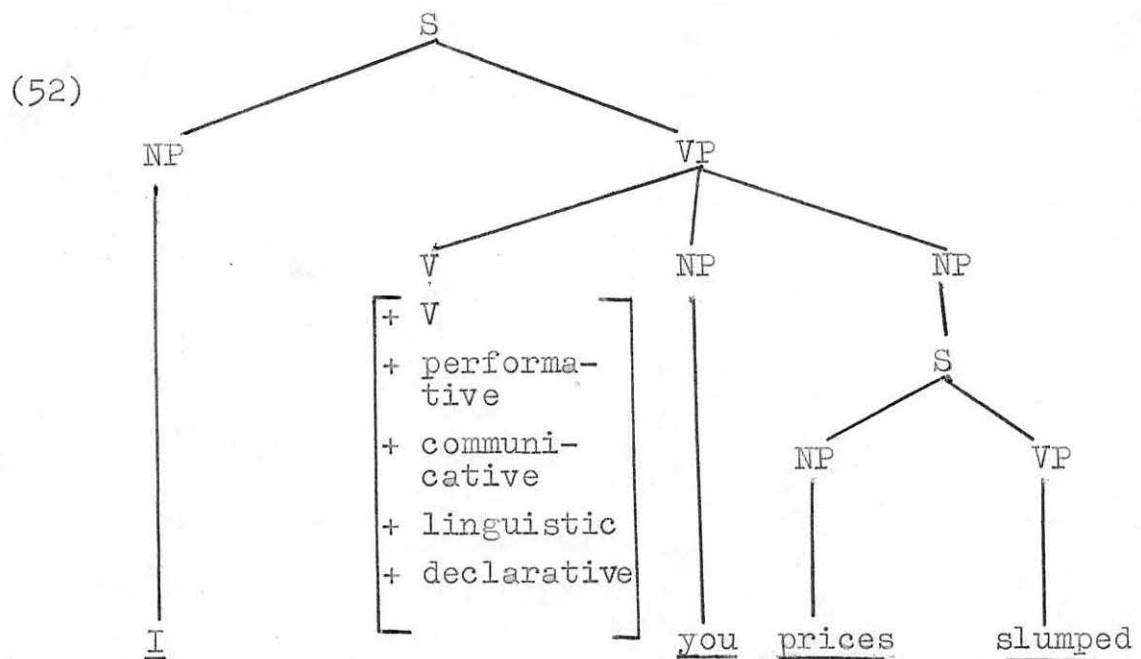 S
(52)
NP VP
V NP NP
+ V
+ performa-
tive
S
+ communi-
cative
NP VP
+ linguistic
+ declarative
I you prices slumped